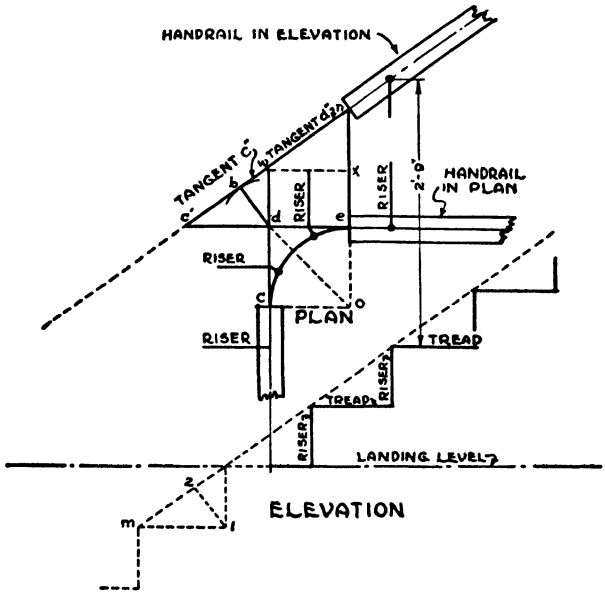 HANDRAIL IN ELEVATION
TANGENT d"
n
TANGENT C"
C"
b
X
RISER
RISER
2'-9"
HANDRAIL
IN PLAN
C"
d
e
RISER
C
O
PLAN
RISER
TREAD
RISER
TREAD
RISER
LANDING LEVEL
2
m
1
ELEVATION